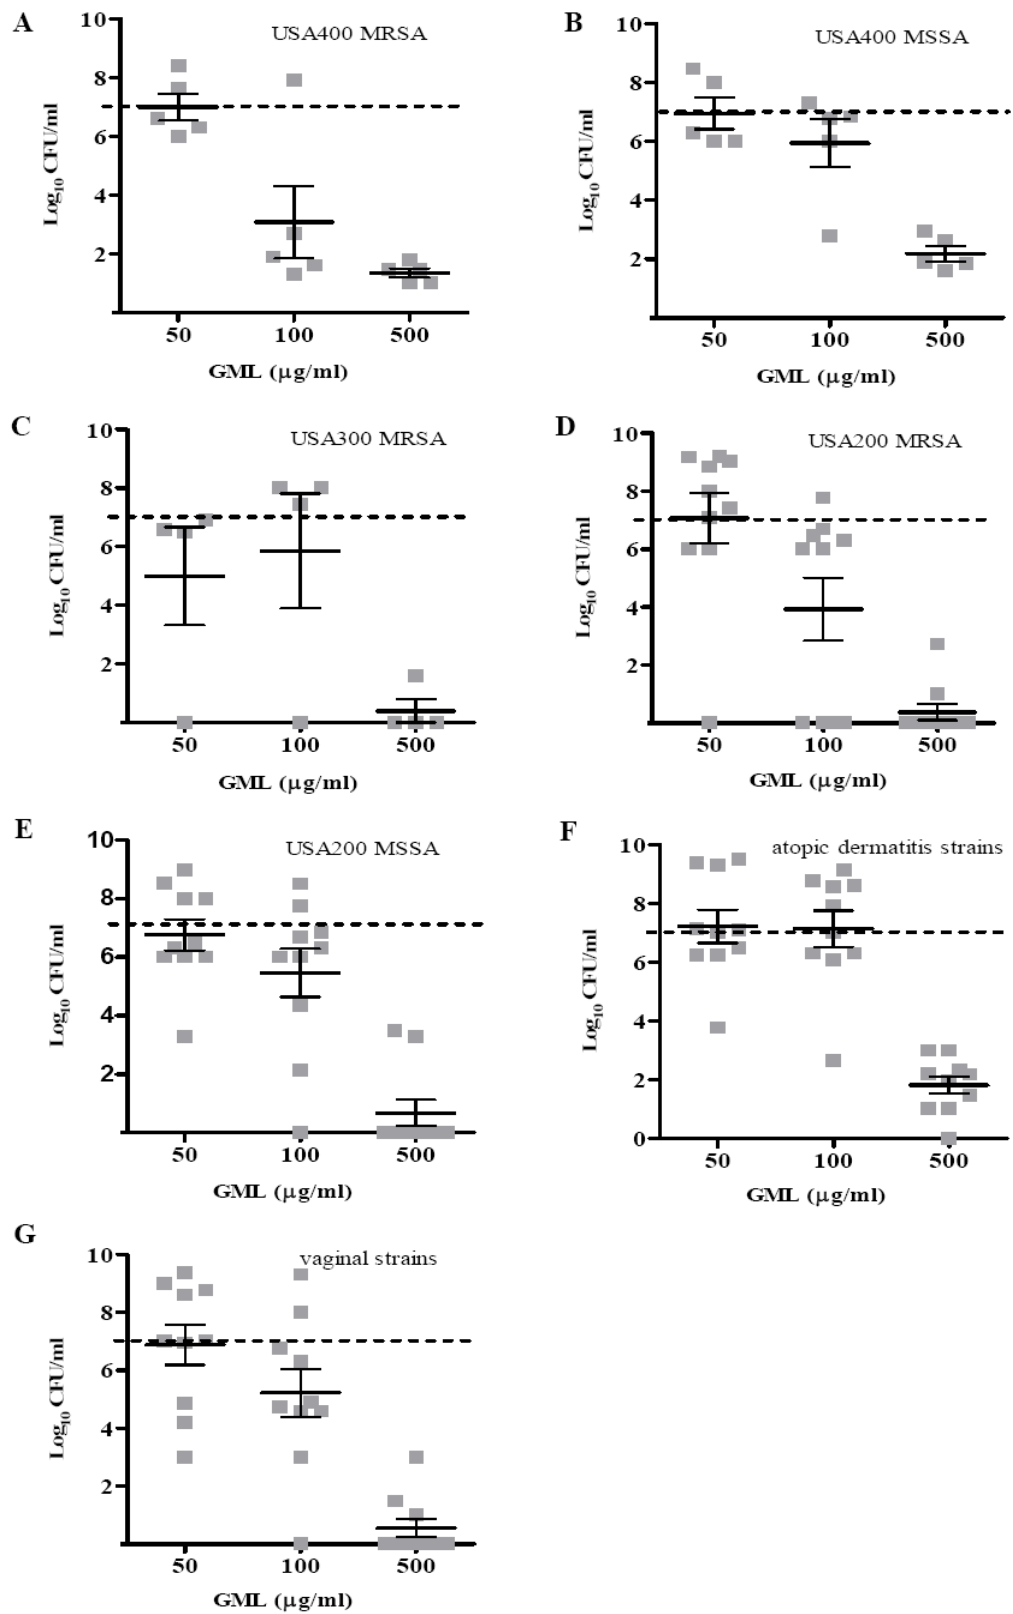 A
USA400 MRSA
10
8
6
4
2
Log10 CFU/ml
50 100 500
GML (µg/ml)
B
USA400 MSSA
10
8
6
4
2
Log10 CFU/ml
50 100 500
GML (µg/ml)
C
USA300 MRSA
10
8
6
4
2
Log10 CFU/ml
50 100 500
GML (µg/ml)
D
USA200 MRSA
10
8
6
4
2
Log10 CFU/ml
50 100 500
GML (µg/ml)
E
USA200 MSSA
10
8
6
4
2
Log10 CFU/ml
50 100 500
GML (µg/ml)
F
atopic dermatitis strains
10
8
6
4
2
0
Log10 CFU/ml
50 100 500
GML (µg/ml)
G
vaginal strains
10
8
6
4
2
Log10 CFU/ml
50 100 500
GML (µg/ml)